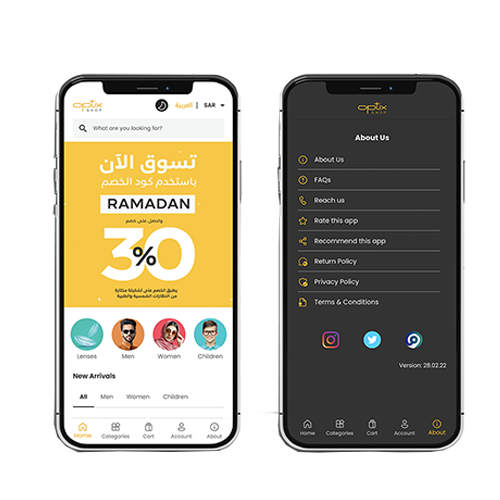 Optix
SHOP
العربية | SAR
What are you looking for?
تسوق الآن
باستخدم كود الخصم
RAMADAN
واحصل على خصم
30%
يطبق الخصم على تشكيلة مختارة
من النظارات الشمسية والطبية
Lenses Men Women Children
New Arrivals
All Men Women Children
Home Categories Cart Account About
Optix
SHOP
About Us
About Us
FAQs
Reach us
Rate this app
Recommend this app
Return Policy
Privacy Policy
Terms & Conditions
Version: 28.02.22
Home Categories Cart Account About